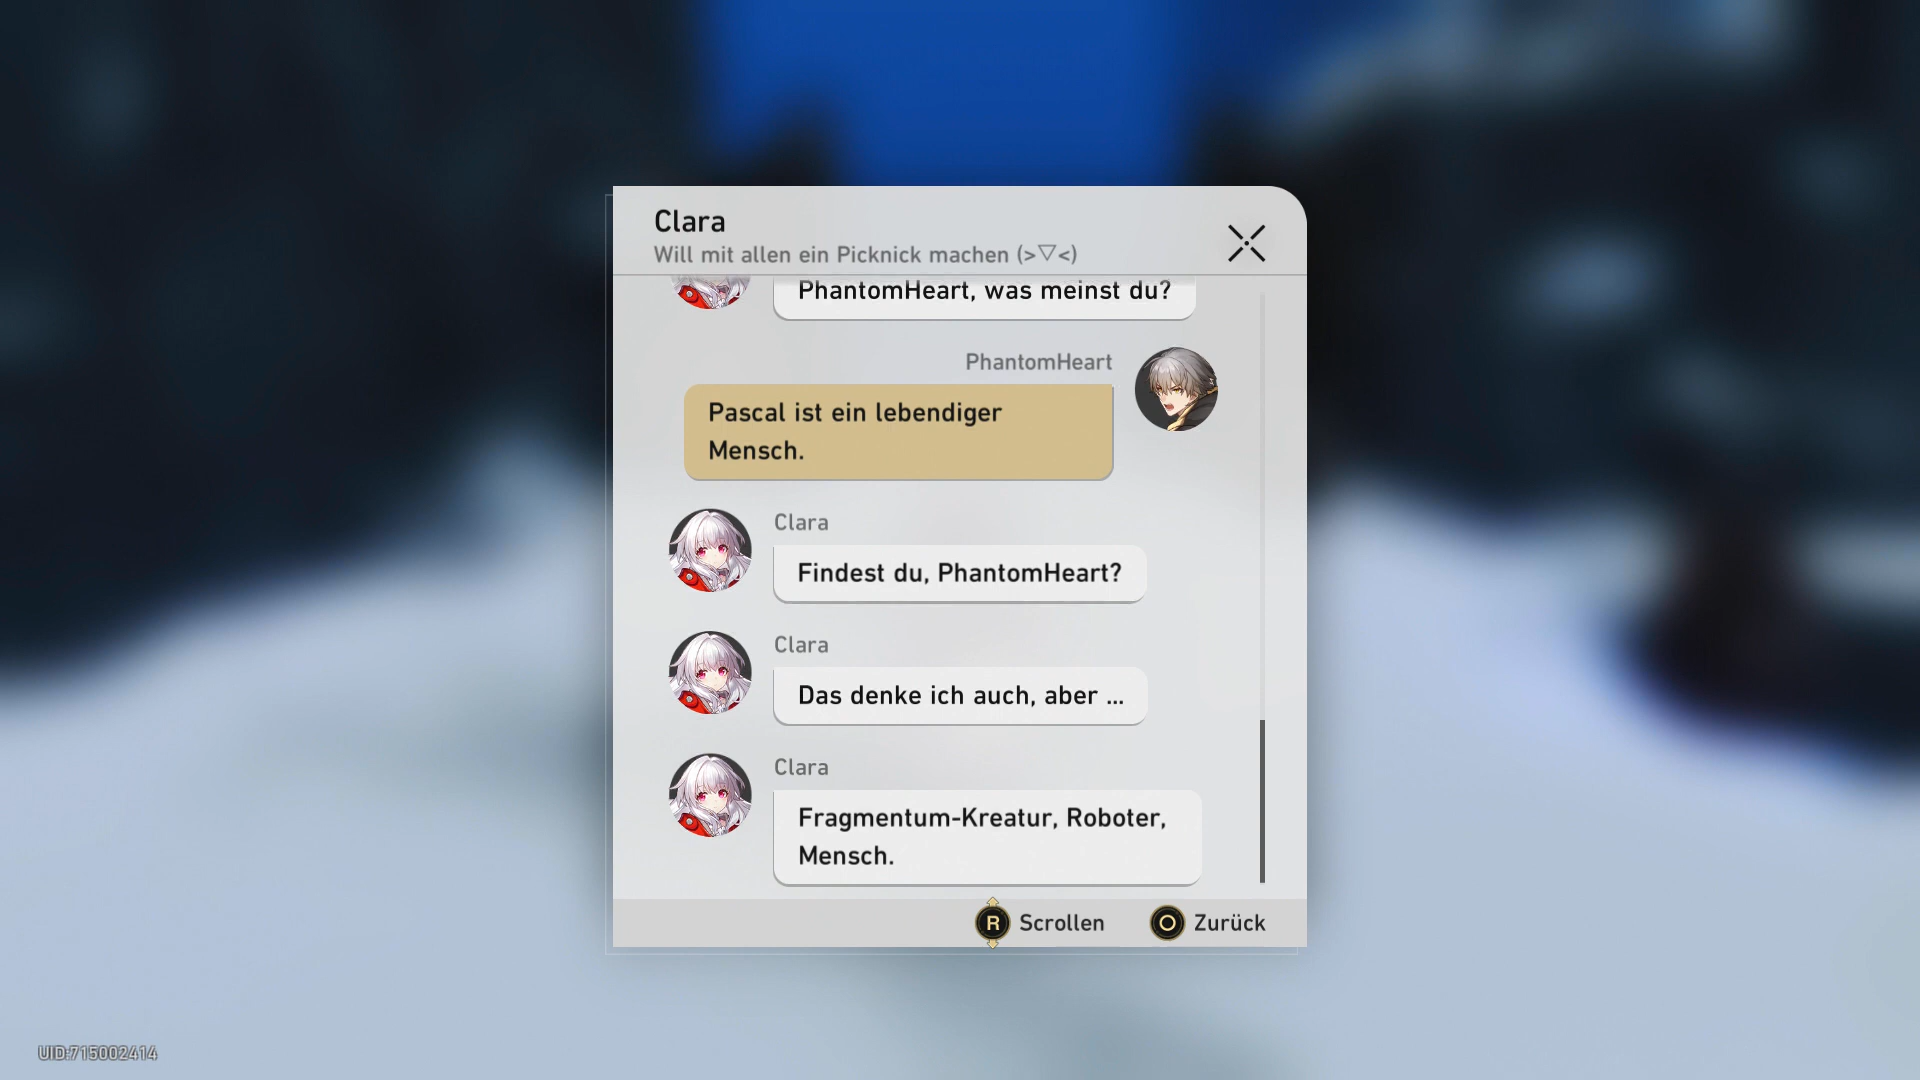 Clara
Will mit allen ein Picknick machen (>▽<)
PhantomHeart, was meinst du?
PhantomHeart
Pascal ist ein lebendiger
Mensch.
Clara
Findest du, PhantomHeart?
Clara
Das denke ich auch, aber ...
Clara
Fragmentum-Kreatur, Roboter,
Mensch.
R Scrollen
Zurück
UID:715002414